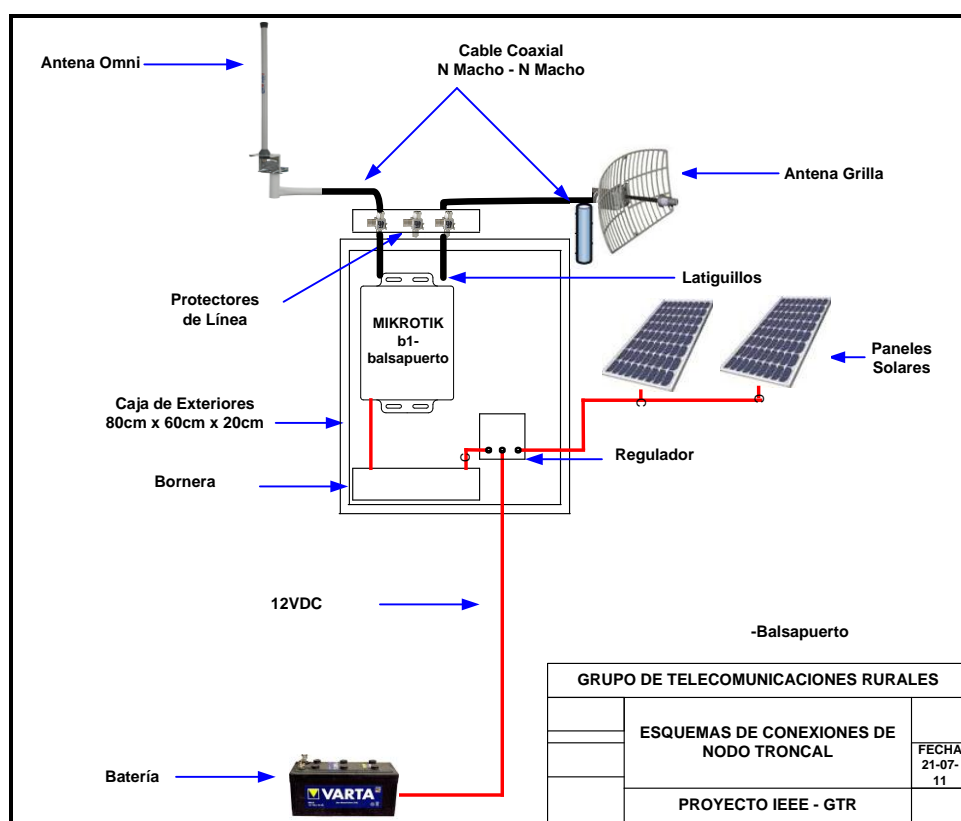 Antena Omni
Cable Coaxial
N Macho - N Macho
Antena Grilla
Protectores
de Línea
Latiguillos
MIKROTIK
b1-
balsapuerto
Paneles
Solares
Caja de Exteriores
80cm x 60cm x 20cm
Regulador
Bornera
12VDC
-Balsapuerto
Batería
VARTA
GRUPO DE TELECOMUNICACIONES RURALES
ESQUEMAS DE CONEXIONES DE
NODO TRONCAL
FECHA
21-07-
11
PROYECTO IEEE - GTR